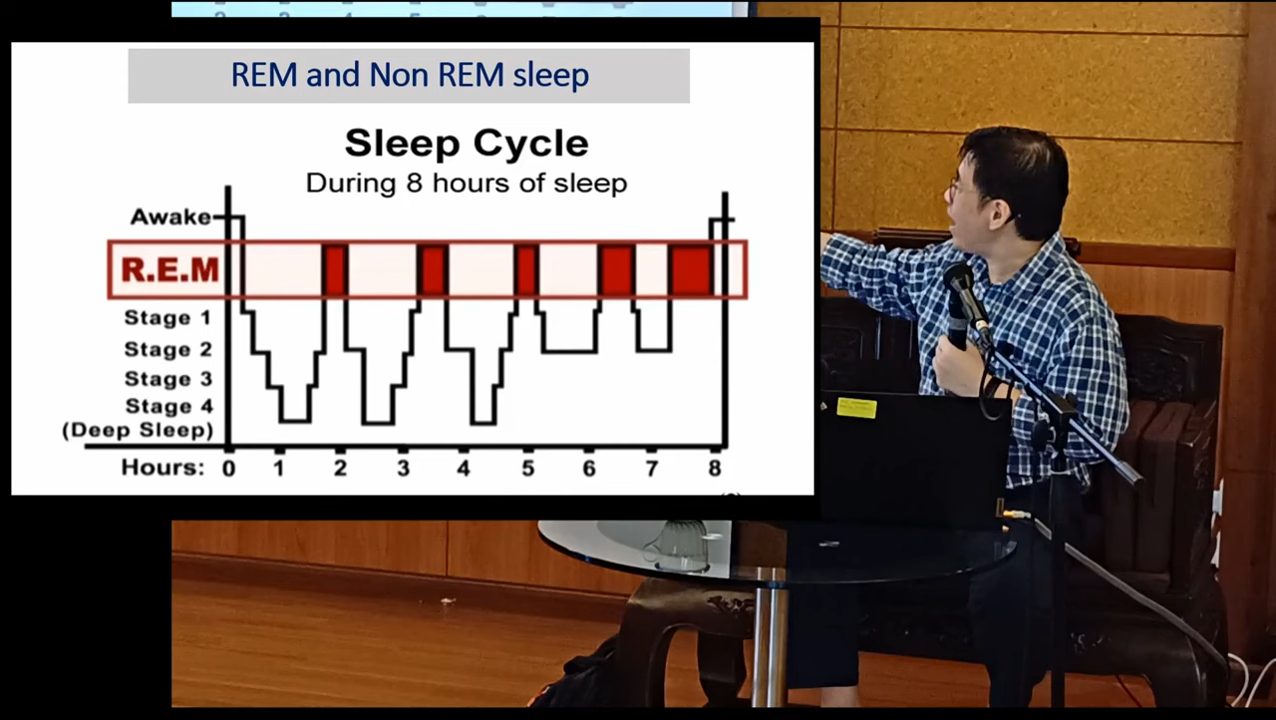 REM and Non REM sleep
Sleep Cycle
During 8 hours of sleep
Awake
R.E.M
Stage 1
Stage 2
Stage 3
Stage 4
(Deep Sleep)
Hours: 0 1 2 3 4 5 6 7 8